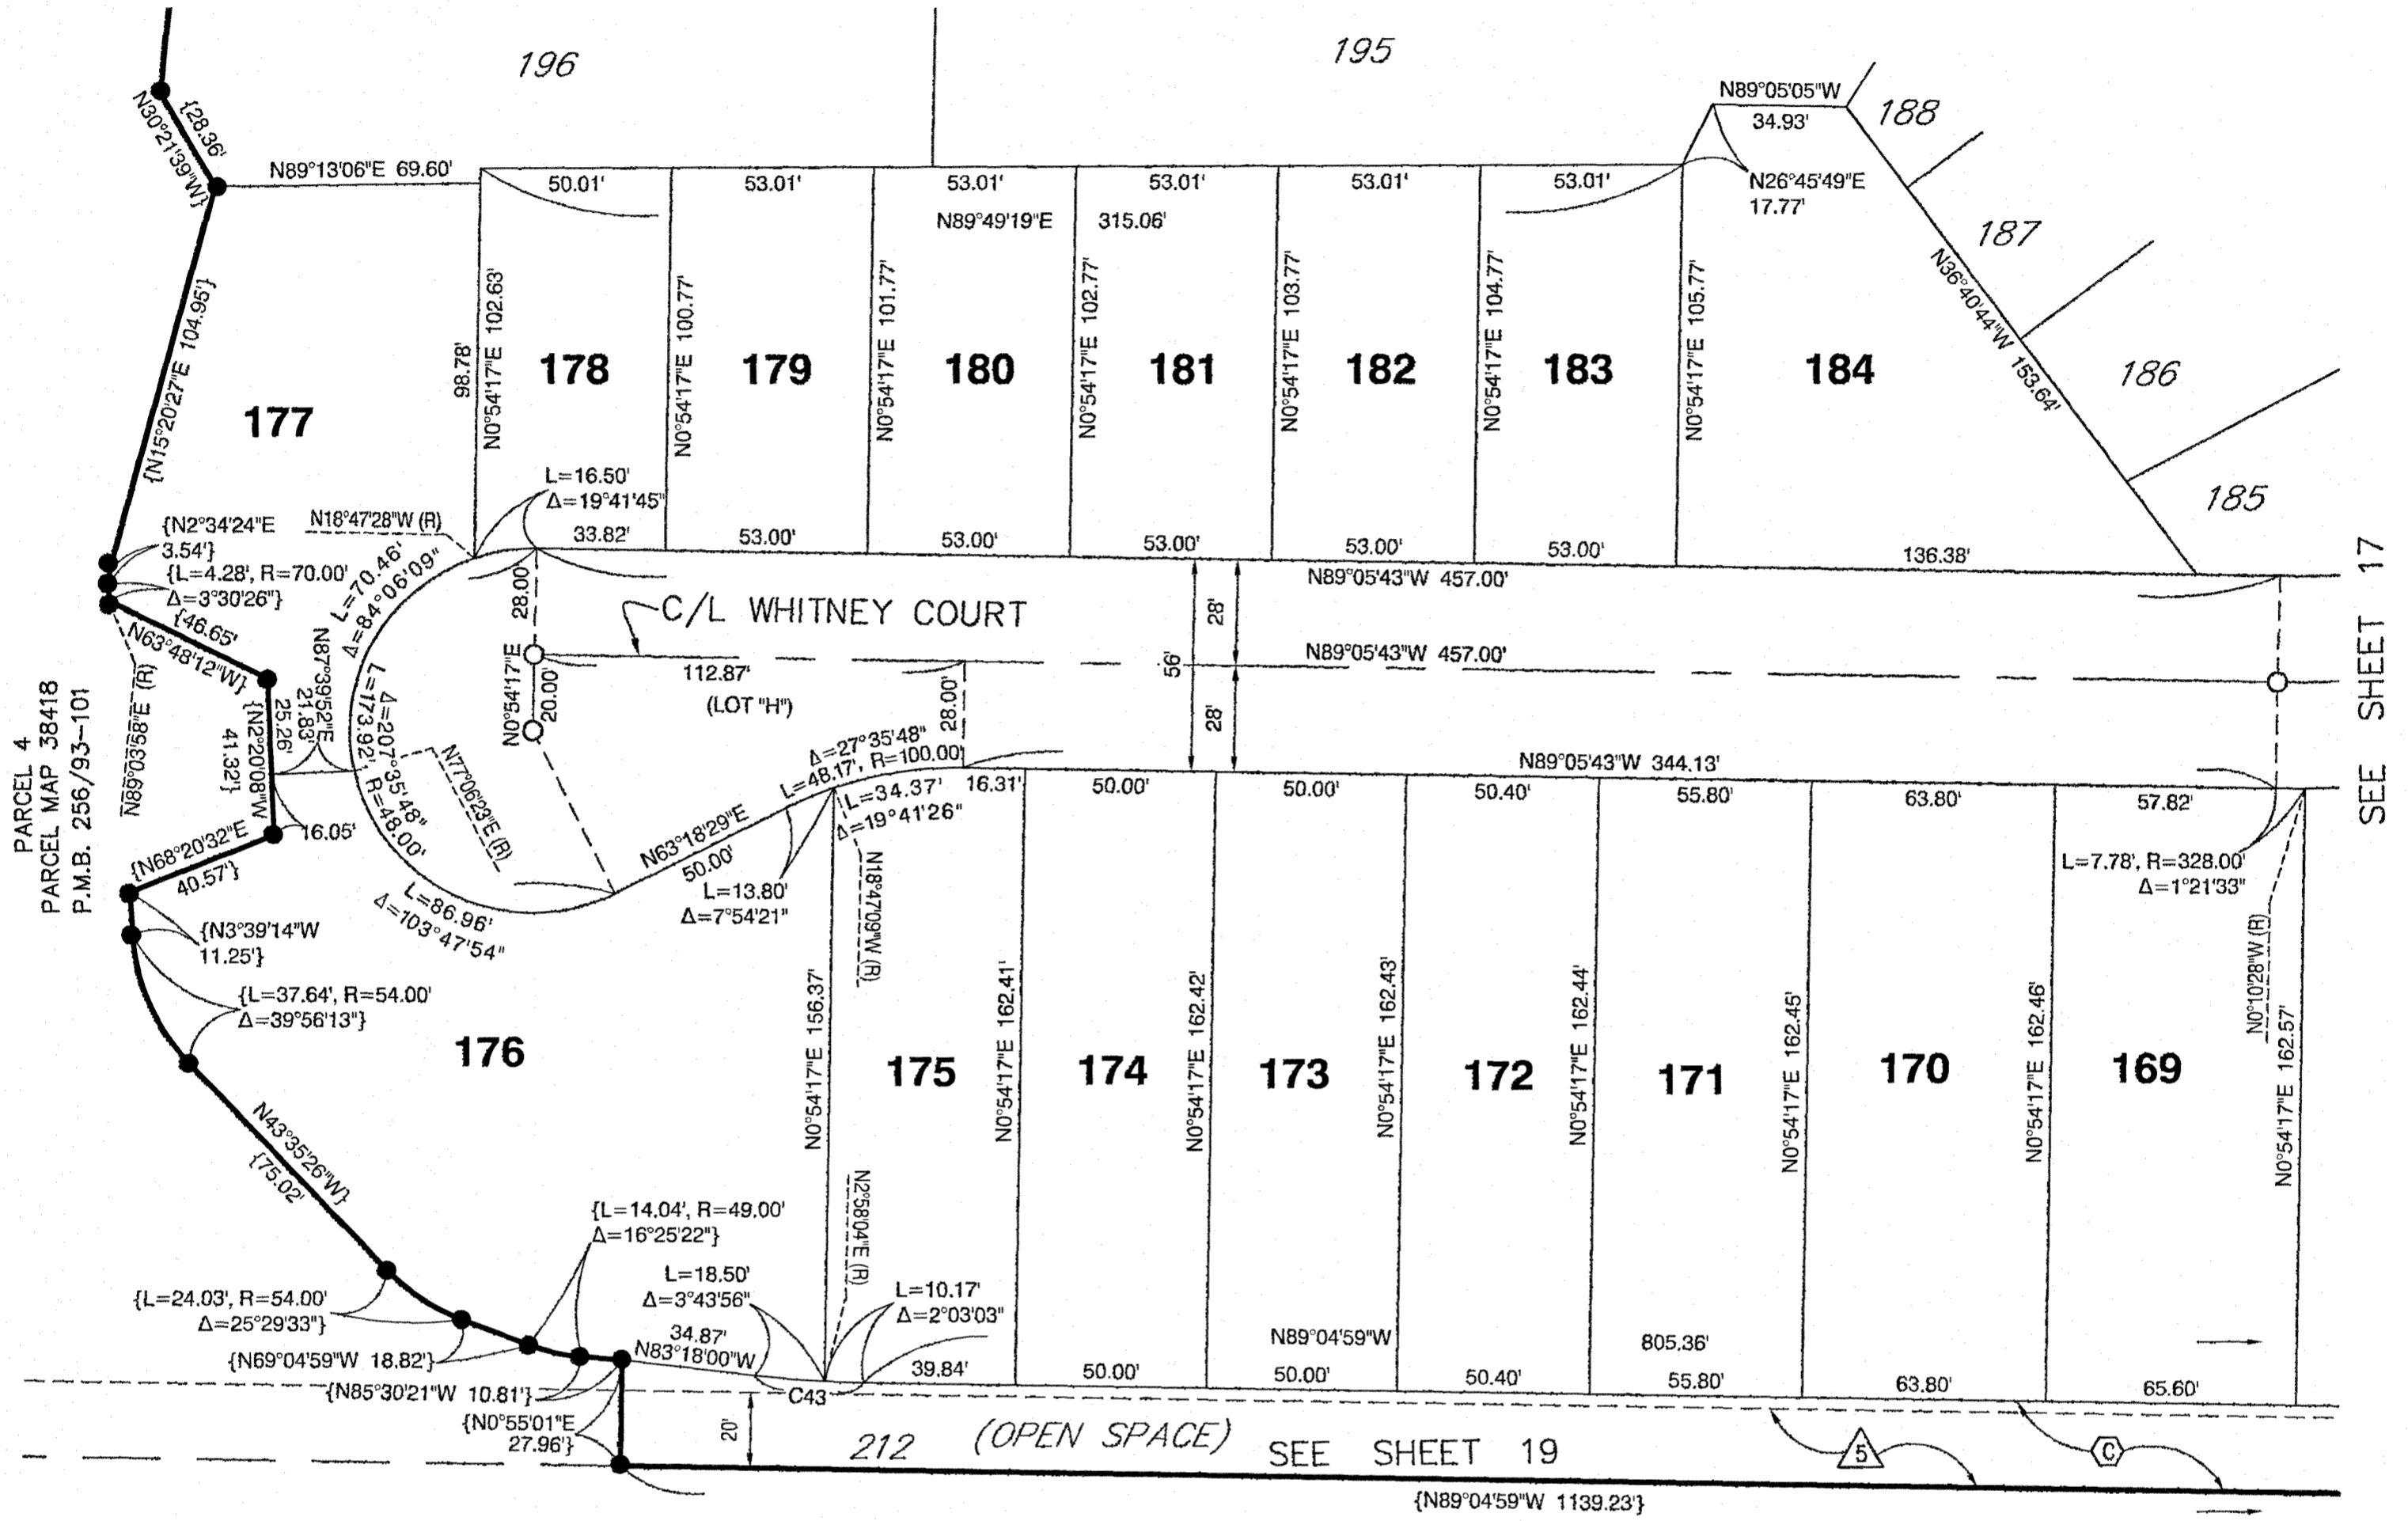 196
195
N89°05'05"W
34.93'
188
{28.36'
N30°21'39"W}
N89°13'06"E 69.60'
50.01'
53.01'
53.01'
53.01'
53.01'
53.01'
N26°45'49"E
17.77'
N89°49'19"E 315.06'
187
{N15°20'27"E 104.95'}
98.78'
N0°54'17"E 102.63'
N0°54'17"E 100.77'
N0°54'17"E 101.77'
N0°54'17"E 102.77'
N0°54'17"E 103.77'
N0°54'17"E 104.77'
N0°54'17"E 105.77'
N36°40'44"W 153.64'
186
177
178
179
180
181
182
183
184
185
L=16.50'
Δ=19°41'45"
{N2°34'24"E
3.54'}
N18°47'28"W (R)
33.82'
53.00'
53.00'
53.00'
53.00'
53.00'
136.38'
{L=4.28', R=70.00'
Δ=3°30'26"}
L=70.46'
Δ=84°06'09"
N89°05'43"W 457.00'
28.00'
C/L WHITNEY COURT
28'
{46.65'
N63°48'12"W}
N89°03'58"E (R)
N87°39'52"E
21.83'
N0°54'17"E
20.00'
112.87'
(LOT "H")
28.00'
56'
N89°05'43"W 457.00'
28'
SEE SHEET 17
PARCEL 4
PARCEL MAP 38418
P.M.B. 256/93-101
25.26'
{N2°20'08"W
41.32'}
16.05'
Δ=207°35'48"
L=173.92', R=48.00'
N77°06'23"E (R)
Δ=27°35'48"
L=48.17', R=100.00'
L=34.37'
Δ=19°41'26"
16.31'
N89°05'43"W 344.13'
50.00'
50.00'
50.40'
55.80'
63.80'
57.82'
{N68°20'32"E
40.57'}
N63°18'29"E
50.00'
L=13.80'
Δ=7°54'21"
L=7.78', R=328.00'
Δ=1°21'33"
L=86.96'
Δ=103°47'54"
{N3°39'14"W
11.25'}
N18°47'09"W (R)
N0°10'28"W (R)
{L=37.64', R=54.00'
Δ=39°56'13"}
N0°54'17"E 156.37'
N0°54'17"E 162.41'
N0°54'17"E 162.42'
N0°54'17"E 162.43'
N0°54'17"E 162.44'
N0°54'17"E 162.45'
N0°54'17"E 162.46'
N0°54'17"E 162.57'
176
175
174
173
172
171
170
169
N43°35'26"W}
{75.02'
{L=14.04', R=49.00'
Δ=16°25'22"}
N2°58'04"E (R)
L=18.50'
Δ=3°43'56"
L=10.17'
Δ=2°03'03"
{L=24.03', R=54.00'
Δ=25°29'33"}
34.87'
N83°18'00"W
N89°04'59"W 805.36'
{N69°04'59"W 18.82'}
39.84'
50.00'
50.00'
50.40'
55.80'
63.80'
65.60'
{N85°30'21"W 10.81'}
C43
{N0°55'01"E
27.96'}
20'
212 (OPEN SPACE) SEE SHEET 19
5
C
{N89°04'59"W 1139.23'}